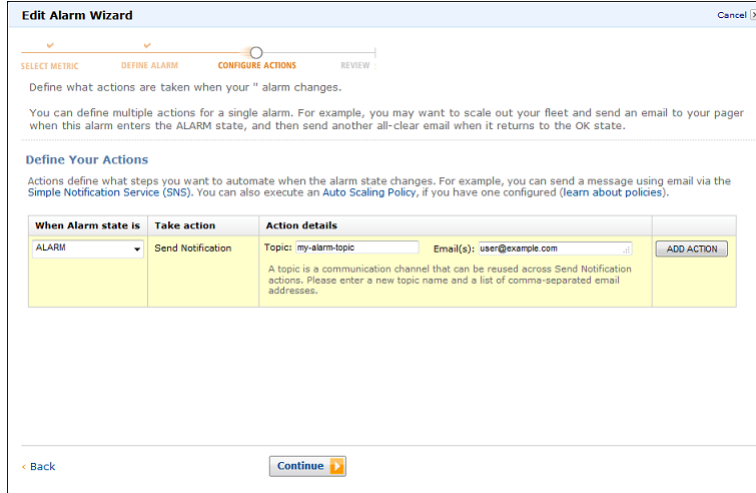 Edit Alarm Wizard
Cancel
SELECT METRIC DEFINE ALARM CONFIGURE ACTIONS REVIEW
Define what actions are taken when your " alarm changes.
You can define multiple actions for a single alarm. For example, you may want to scale out your fleet and send an email to your pager
when this alarm enters the ALARM state, and then send another all-clear email when it returns to the OK state.
Define Your Actions
Actions define what steps you want to automate when the alarm state changes. For example, you can send a message using email via the
Simple Notification Service (SNS). You can also execute an Auto Scaling Policy, if you have one configured (learn about policies).
When Alarm state is Take action Action details
ALARM Send Notification Topic: my-alarm-topic Email(s): user@example.com ADD ACTION
A topic is a communication channel that can be reused across Send Notification
actions. Please enter a new topic name and a list of comma-separated email
addresses.
< Back Continue